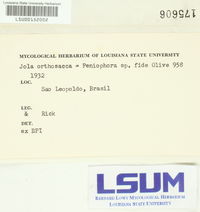 Louisiana State University Herbarium
LSU00152002
175606
MYCOLOGICAL HERBARIUM OF LOUISIANA STATE UNIVERSITY
Jola orthosacca = Peniophora sp. fide Olive 958
1932
LOC.
Sao Leopoldo, Brasil
LEG.
& Rick
DET.
ex BPI
LSUM
BERNARD LOWY MYCOLOGICAL HERBARIUM
LOUISIANA STATE UNIVERSITY